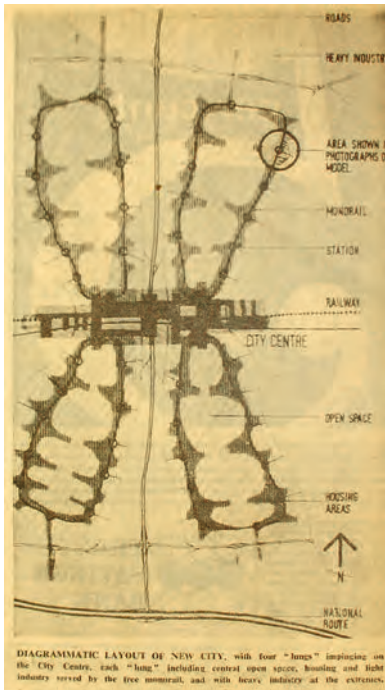 ROADS
HEAVY INDUSTRY
AREA SHOWN
PHOTOGRAPHS O
MODEL
MONORAIL
STATION
RAILWAY
CITY CENTRE
OPEN SPACE
HOUSING
AREAS
N
NATIONAL
ROUTE
DIAGRAMMATIC LAYOUT OF NEW CITY, with four "lungs" impinging on
the City Centre, each "lung" including central open space, housing and light
industry served by the free monorail, and with heavy industry at the extremes.